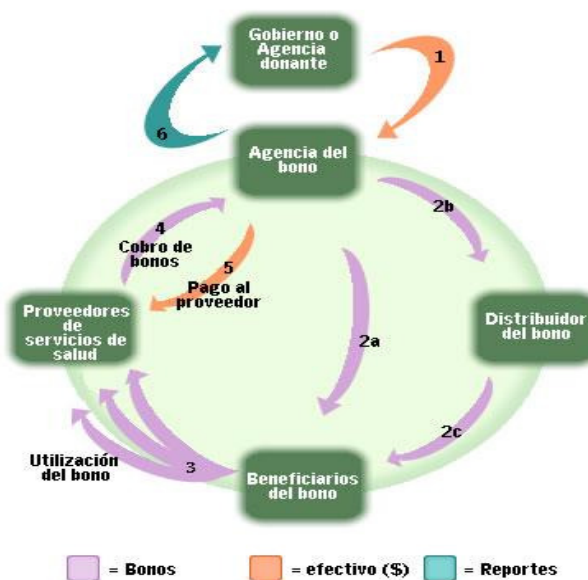 Gobierno o
Agencia
donante
1
6
Agencia del
bono
2b
4
Cobro de
bonos
5
Pago al
proveedor
Proveedores
de
servicios de
salud
2a
Distribuidor
del bono
2c
Utilización
del bono
3
Beneficiarios
del bono
= Bonos
= efectivo ($)
= Reportes